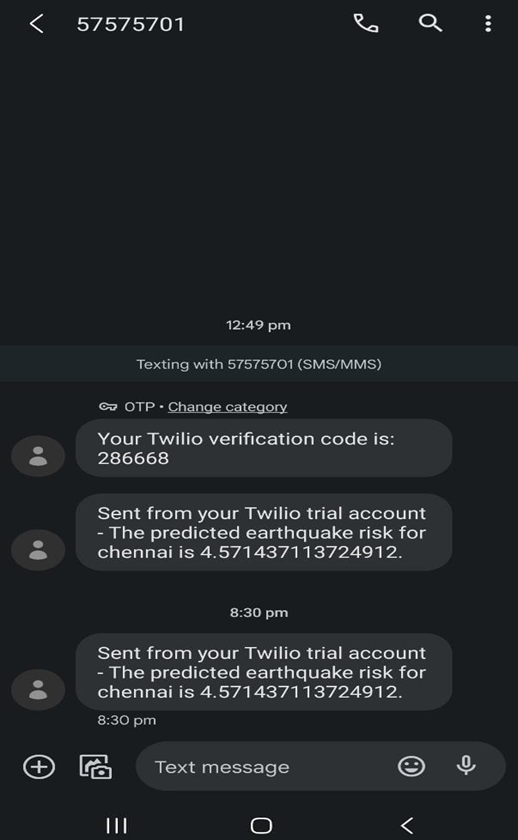 57575701
12:49 pm
Texting with 57575701 (SMS/MMS)
OTP • Change category
Your Twilio verification code is:
286668
Sent from your Twilio trial account
- The predicted earthquake risk for
chennai is 4.571437113724912.
8:30 pm
Sent from your Twilio trial account
- The predicted earthquake risk for
chennai is 4.571437113724912.
8:30 pm
Text message